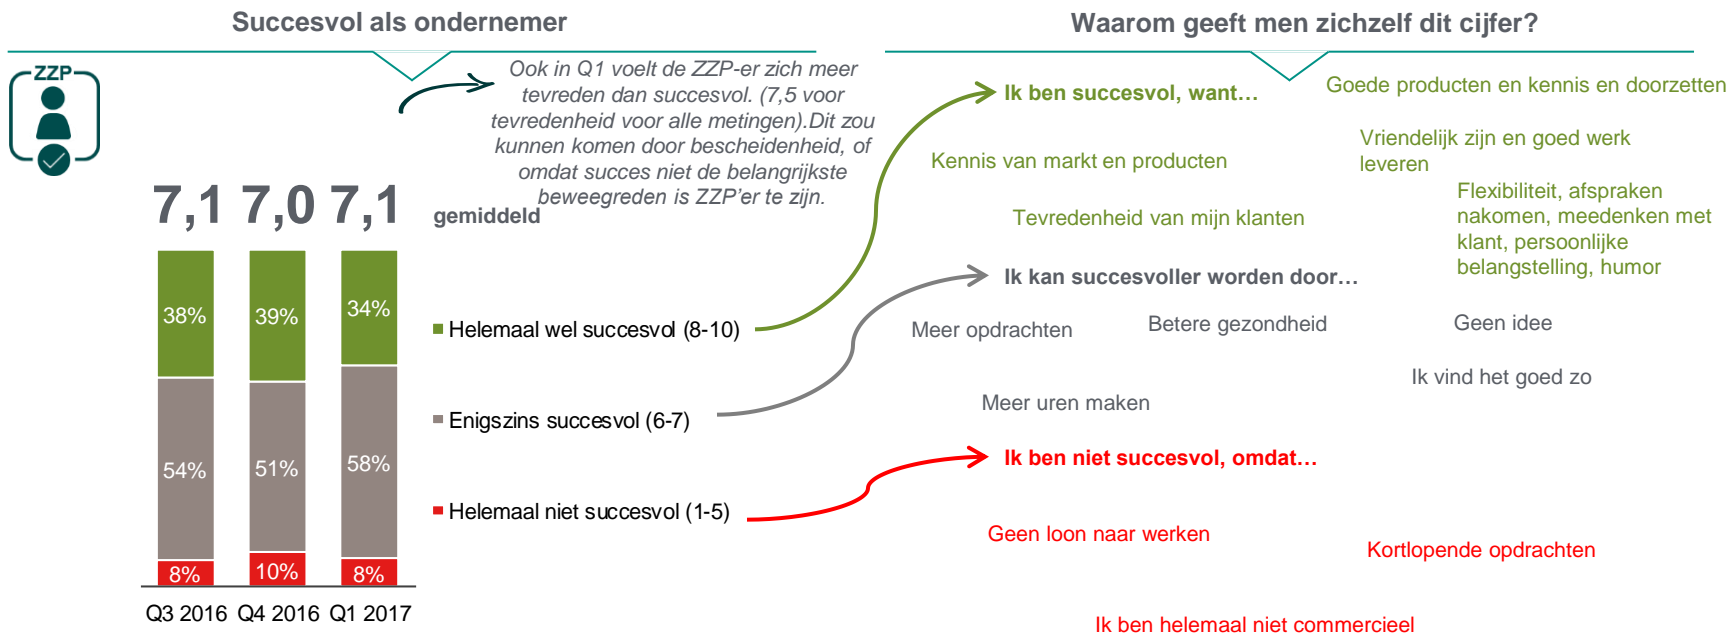 Succesvol als ondernemer
ZZP
Ook in Q1 voelt de ZZP-er zich meer
tevreden dan succesvol. (7,5 voor
tevredenheid voor alle metingen).Dit zou
kunnen komen door bescheidenheid, of
omdat succes niet de belangrijkste
beweegreden is ZZP'er te zijn.
7,1 7,0 7,1 gemiddeld
38% 39% 34%
54% 51% 58%
8% 10% 8%
Q3 2016 Q4 2016 Q1 2017
Helemaal wel succesvol (8-10)
Enigszins succesvol (6-7)
Helemaal niet succesvol (1-5)
Waarom geeft men zichzelf dit cijfer?
Ik ben succesvol, want…
Goede producten en kennis en doorzetten
Kennis van markt en producten
Vriendelijk zijn en goed werk
leveren
Tevredenheid van mijn klanten
Flexibiliteit, afspraken
nakomen, meedenken met
klant, persoonlijke
belangstelling, humor
Ik kan succesvoller worden door…
Meer opdrachten
Betere gezondheid
Geen idee
Ik vind het goed zo
Meer uren maken
Ik ben niet succesvol, omdat…
Geen loon naar werken
Kortlopende opdrachten
Ik ben helemaal niet commercieel